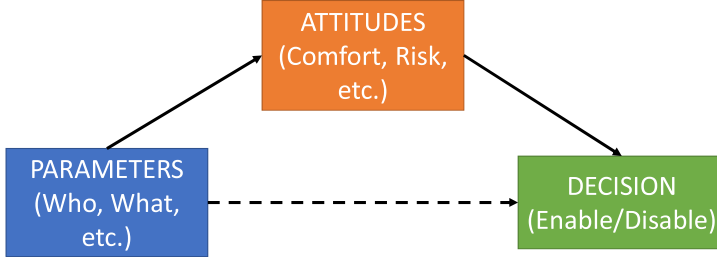 ATTITUDES
(Comfort, Risk,
etc.)
PARAMETERS
(Who, What,
etc.)
DECISION
(Enable/Disable)